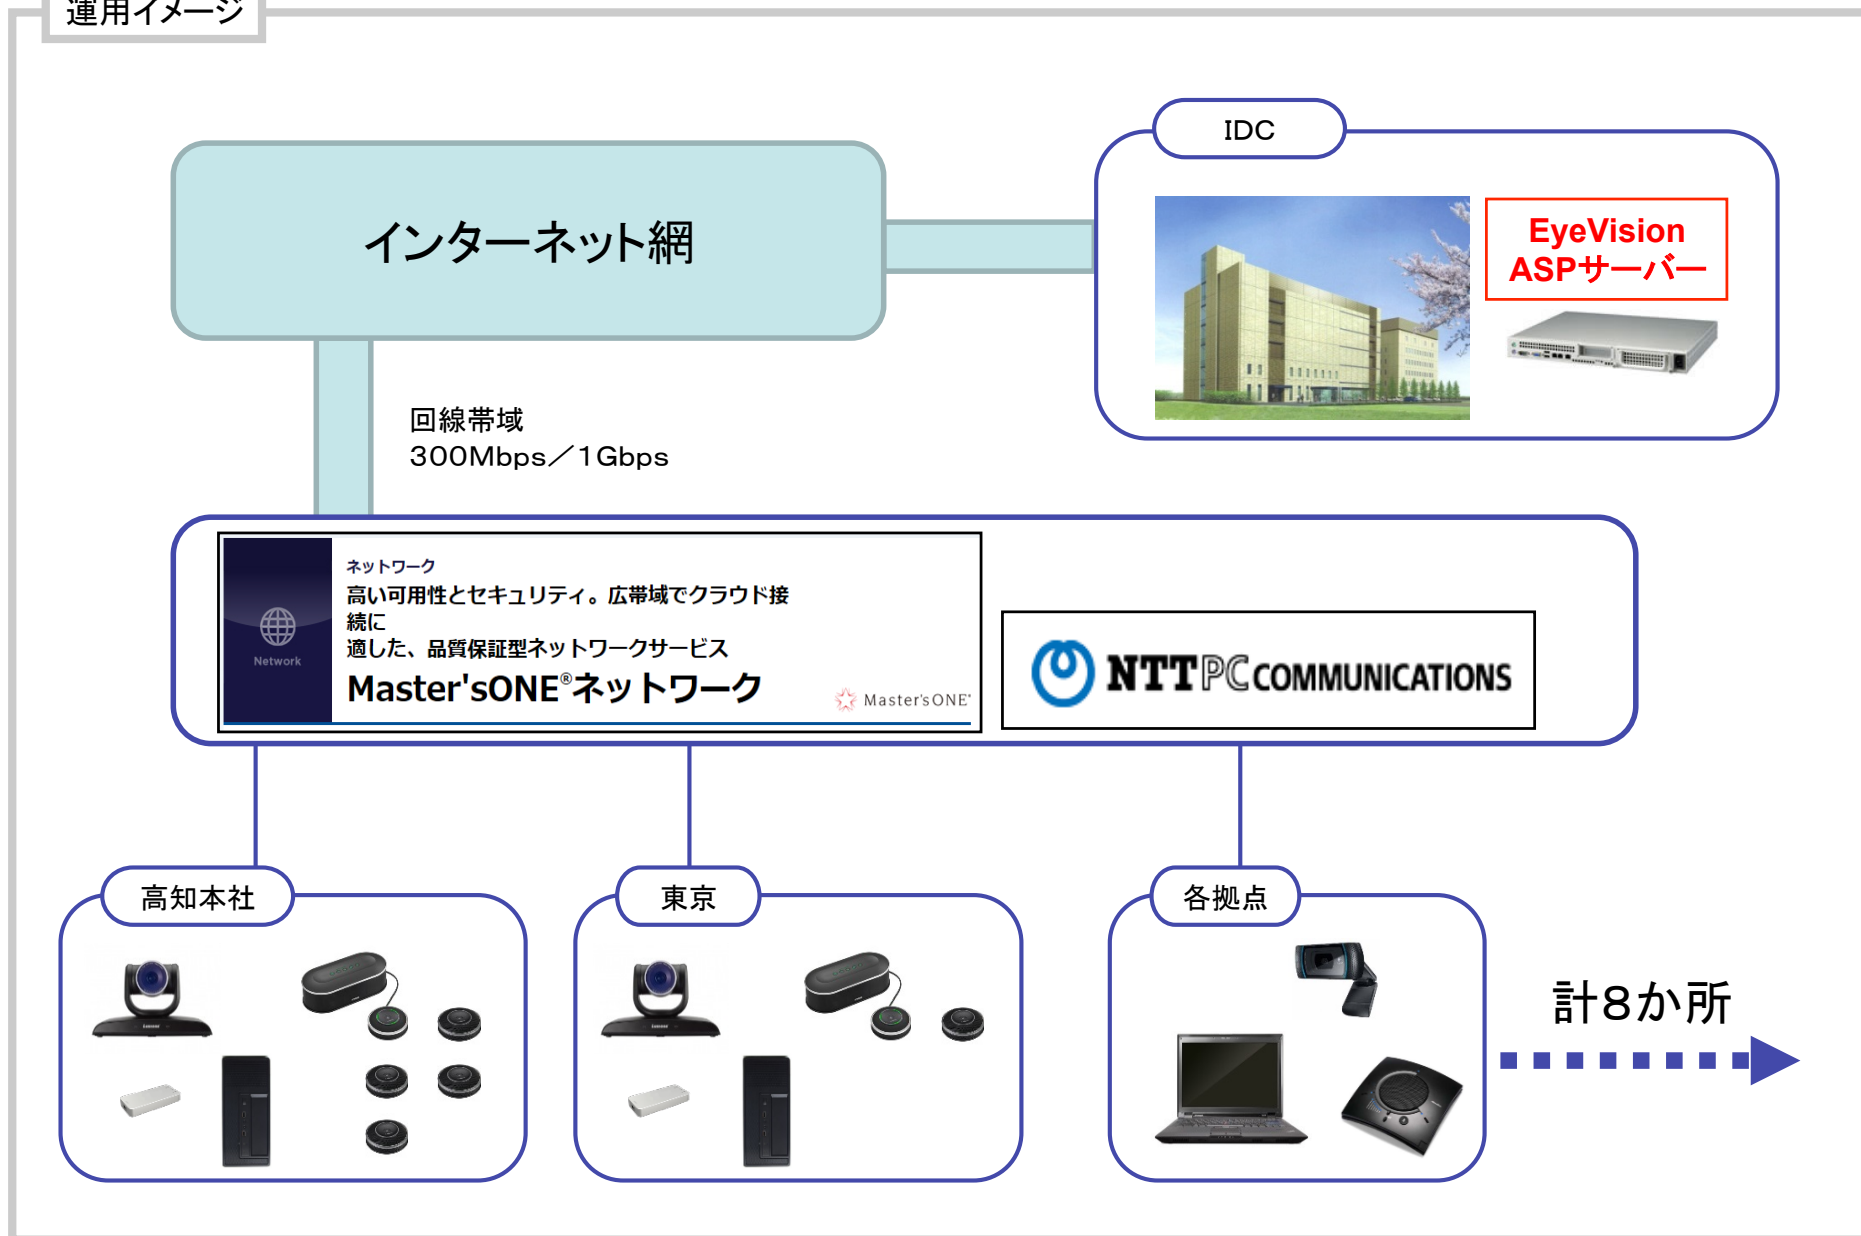 運用イメージ
IDC
インターネット網
EyeVision
ASPサーバー
回線帯域
300Mbps／1Gbps
ネットワーク
高い可用性とセキュリティ。広帯域でクラウド接
続に
適した、品質保証型ネットワークサービス
Network
Master'sONE®ネットワーク
Master'sONE®
NTTPC COMMUNICATIONS
高知本社
東京
各拠点
計8か所